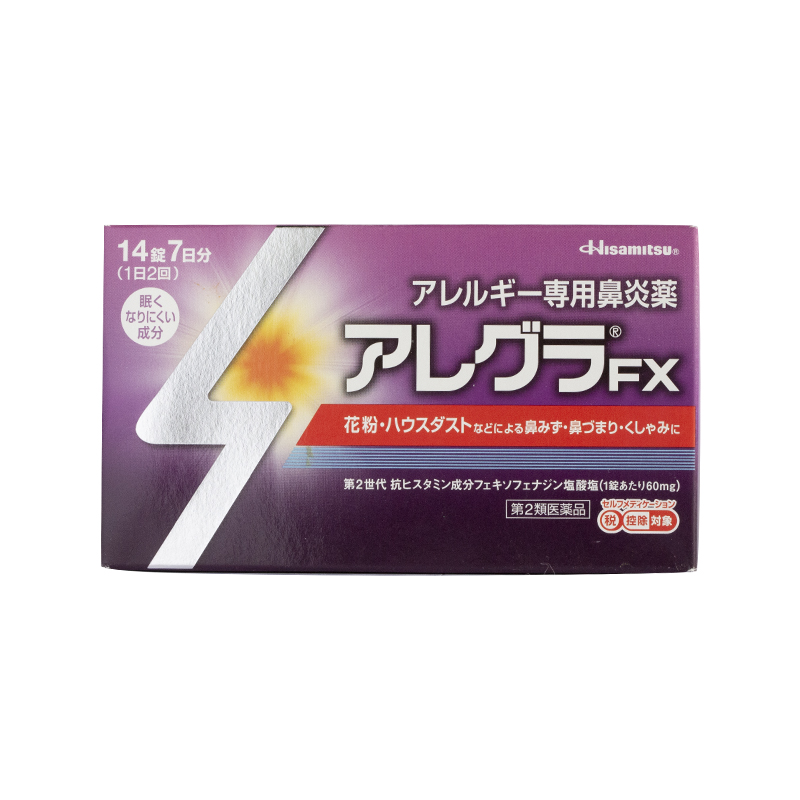 14錠7日分
(1日2回)
眠く
なりにくい
成分
Hisamitsu®
アレルギー専用鼻炎薬
アレグラ®FX
花粉・ハウスダストなどによる鼻みず・鼻づまり・くしゃみに
第2世代 抗ヒスタミン成分フェキソフェナジン塩酸塩(1錠あたり60mg)
第2類医薬品
セルフメディケーション
税 控除 対象